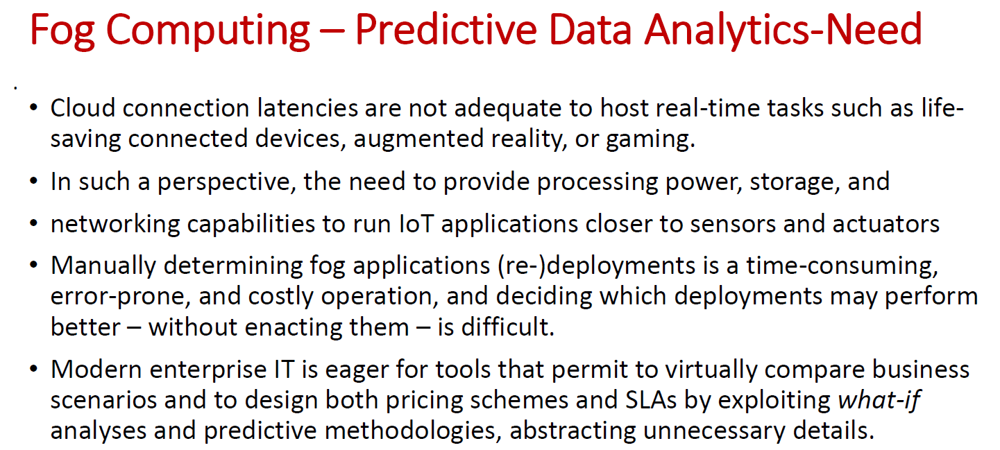 Fog Computing – Predictive Data Analytics-Need
.
• Cloud connection latencies are not adequate to host real-time tasks such as life-
saving connected devices, augmented reality, or gaming.
• In such a perspective, the need to provide processing power, storage, and
• networking capabilities to run IoT applications closer to sensors and actuators
• Manually determining fog applications (re-)deployments is a time-consuming,
error-prone, and costly operation, and deciding which deployments may perform
better – without enacting them – is difficult.
• Modern enterprise IT is eager for tools that permit to virtually compare business
scenarios and to design both pricing schemes and SLAs by exploiting what-if
analyses and predictive methodologies, abstracting unnecessary details.